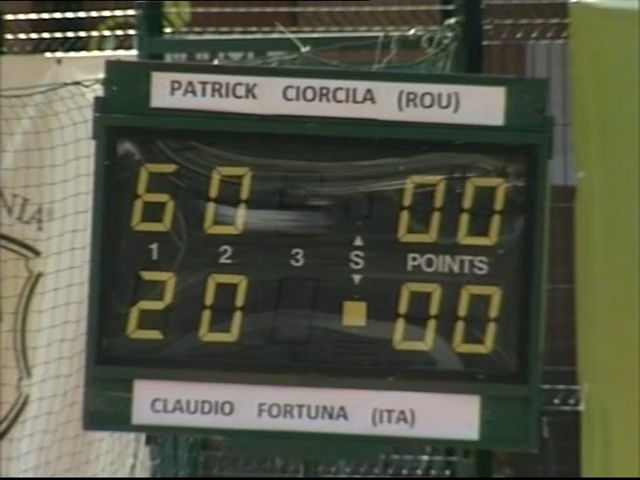 PATRICK CIORCILA (ROU)
6 0 00
1 2 3 S POINTS
2 0 00
CLAUDIO FORTUNA (ITA)